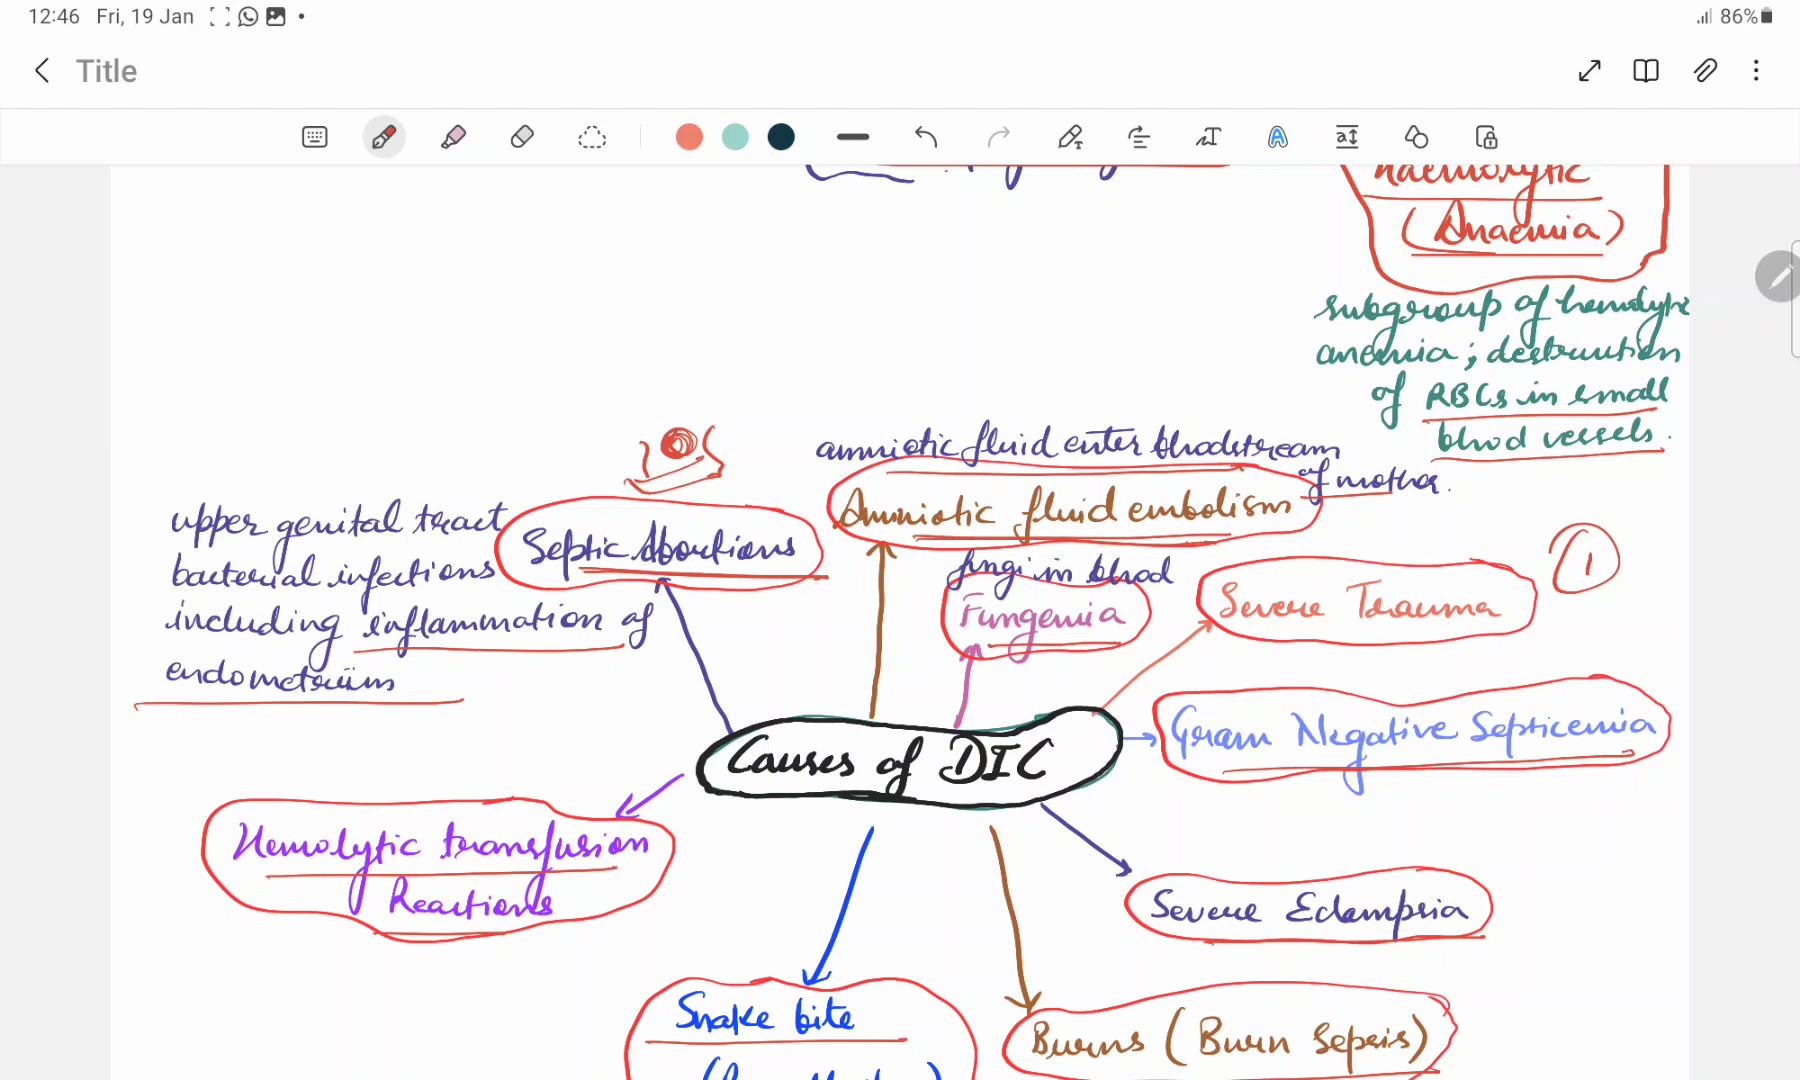 12:46 Fri, 19 Jan
86%
Title
Haemolytic
(Anaemia)
subgroup of hemolytic
anemia; destruction
of RBCs in small
blood vessels.
amniotic fluid enter bloodstream
of mother.
Amniotic fluid embolism
upper genital tract
bacterial infections
including inflammation of
endometrium
Septic Abortions
fungi in blood
Fungemia
Severe Trauma
1
Gram Negative Septicemia
Causes of DIC
Hemolytic transfusion
Reactions
Severe Eclampsia
Snake bite
Burns (Burn Sepsis)